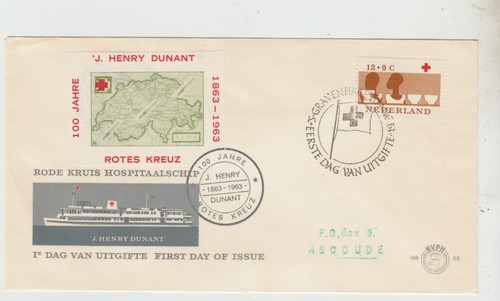 'J. HENRY DUNANT
100 JAHRE
1863-1963
ROTES KREUZ
12+9 C
NEDERLAND
'S-GRAVENHAGE
EERSTE DAG VAN UITGIFTE
100 JAHRE
J. HENRY
1863-1963
DUNANT
ROTES KREUZ
RODE KRUIS HOSPITAALSCHIP
'J. HENRY DUNANT'
Iᵉ DAG VAN UITGIFTE FIRST DAY OF ISSUE
P.O. Box 5.
ABCOUDE
NVPH
NR